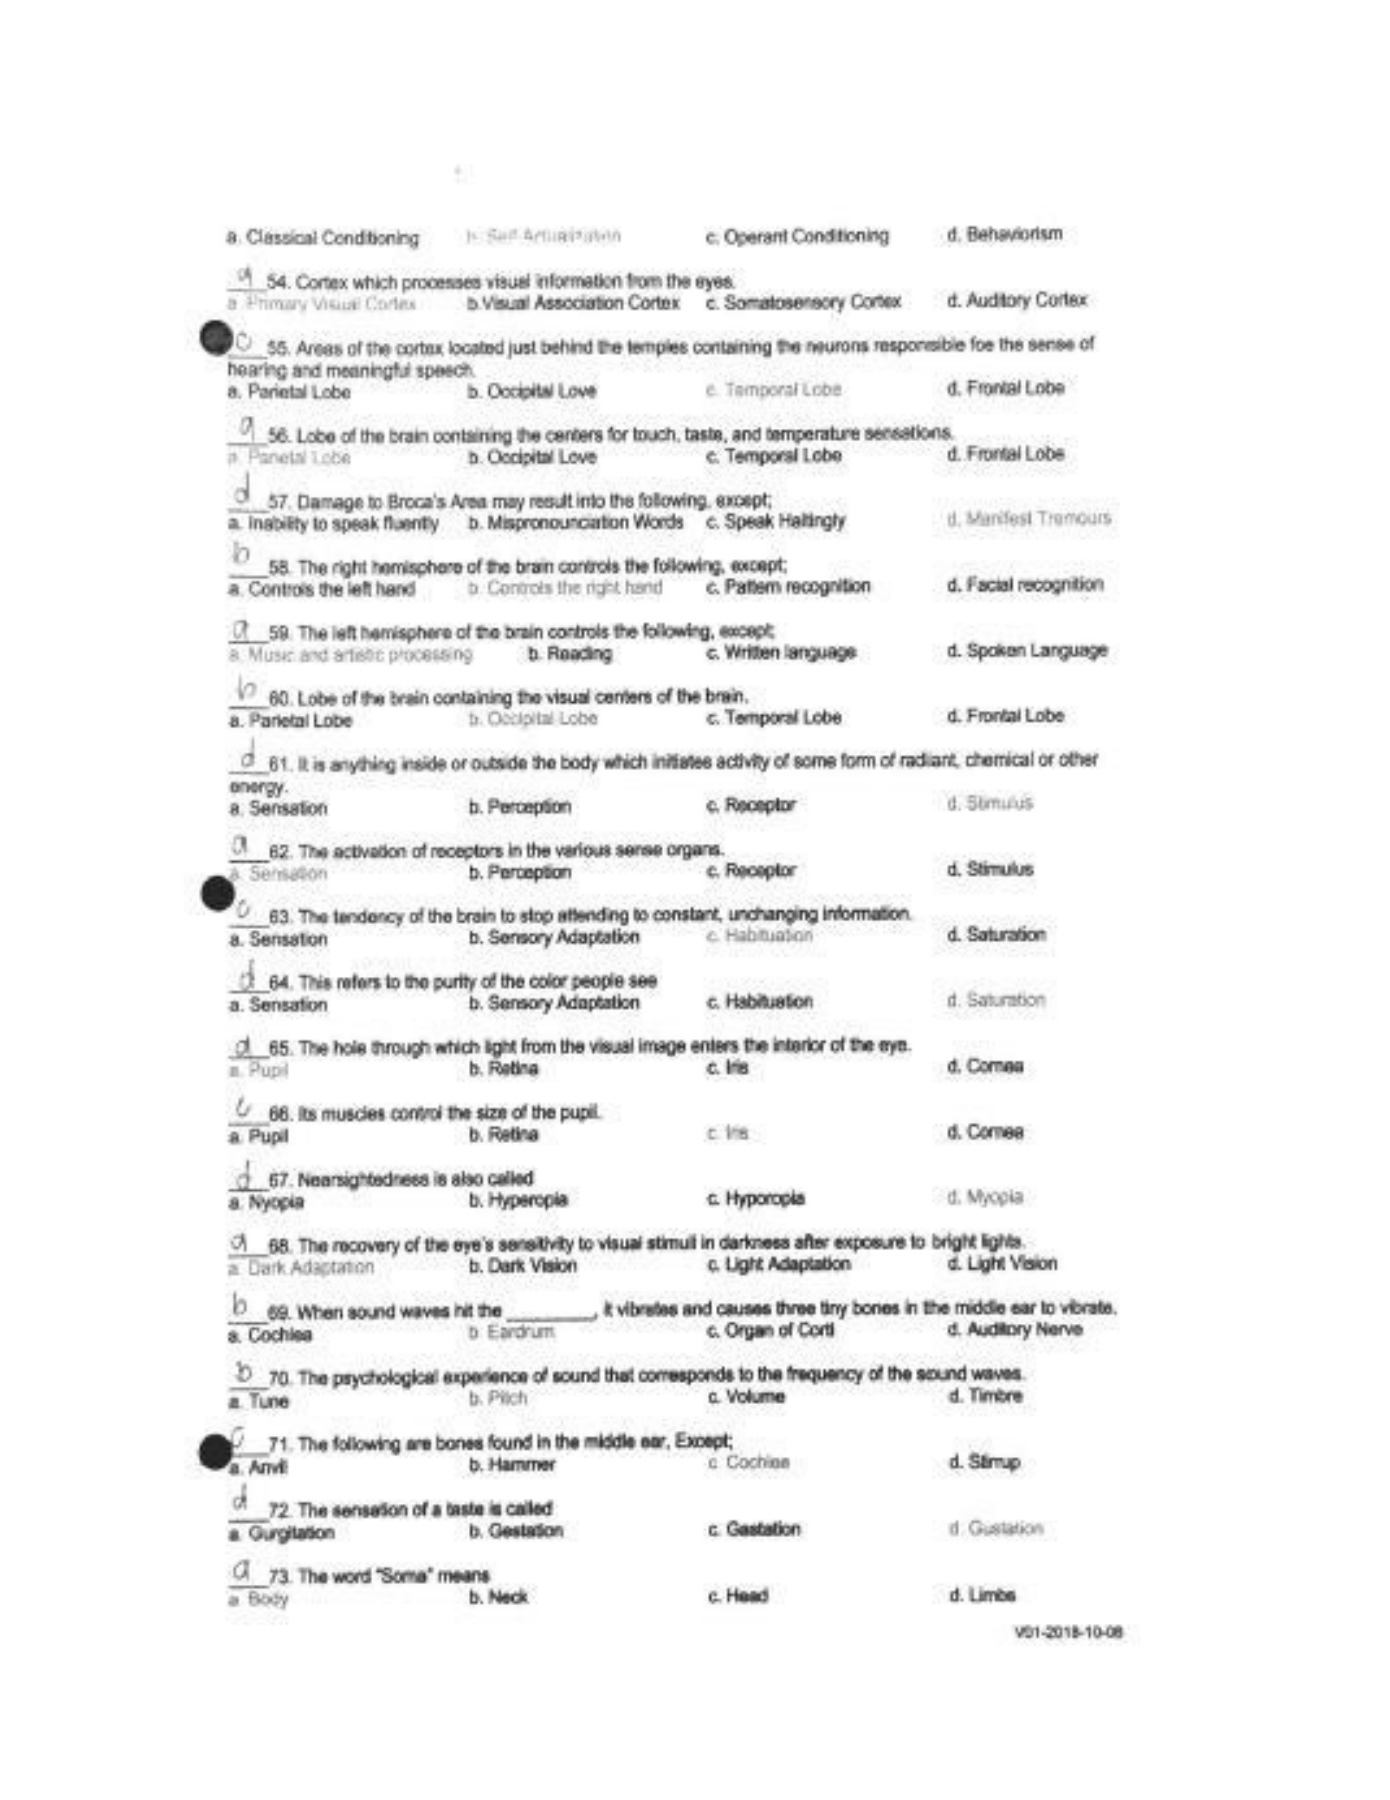 a. Classical Conditioning b. Self Actualization c. Operant Conditioning d. Behaviorism
a 54. Cortex which processes visual information from the eyes.
a. Primary Visual Cortex b.Visual Association Cortex c. Somatosensory Cortex d. Auditory Cortex
c 55. Areas of the cortex located just behind the temples containing the neurons responsible foe the sense of
hearing and meaningful speech.
a. Parietal Lobe b. Occipital Love c. Temporal Lobe d. Frontal Lobe
a 56. Lobe of the brain containing the centers for touch, taste, and temperature sensations.
a. Parietal Lobe b. Occipital Love c. Temporal Lobe d. Frontal Lobe
d 57. Damage to Broca's Area may result into the following, except;
a. Inability to speak fluently b. Mispronounciation Words c. Speak Haltingly d. Manifest Tremours
b 58. The right hemisphere of the brain controls the following, except;
a. Controls the left hand b. Controls the right hand c. Pattern recognition d. Facial recognition
a 59. The left hemisphere of the brain controls the following, except;
a. Music and artistic processing b. Reading c. Written language d. Spoken Language
b 60. Lobe of the brain containing the visual centers of the brain.
a. Parietal Lobe b. Occipital Lobe c. Temporal Lobe d. Frontal Lobe
d 61. It is anything inside or outside the body which initiates activity of some form of radiant, chemical or other
energy.
a. Sensation b. Perception c. Receptor d. Stimulus
a 62. The activation of receptors in the various sense organs.
a. Sensation b. Perception c. Receptor d. Stimulus
c 63. The tendency of the brain to stop attending to constant, unchanging information.
a. Sensation b. Sensory Adaptation c. Habituation d. Saturation
d 64. This refers to the purity of the color people see
a. Sensation b. Sensory Adaptation c. Habituation d. Saturation
d 65. The hole through which light from the visual image enters the interior of the eye.
a. Pupil b. Retina c. Iris d. Cornea
c 66. Its muscles control the size of the pupil.
a. Pupil b. Retina c. Iris d. Cornea
d 67. Nearsightedness is also called
a. Nyopia b. Hyperopia c. Hyporopia d. Myopia
a 68. The recovery of the eye's sensitivity to visual stimuli in darkness after exposure to bright lights.
a. Dark Adaptation b. Dark Vision c. Light Adaptation d. Light Vision
b 69. When sound waves hit the _________, it vibrates and causes three tiny bones in the middle ear to vibrate.
a. Cochlea b. Eardrum c. Organ of Corti d. Auditory Nerve
b 70. The psychological experience of sound that corresponds to the frequency of the sound waves.
a. Tune b. Pitch c. Volume d. Timbre
c 71. The following are bones found in the middle ear, Except;
a. Anvil b. Hammer c. Cochlea d. Stirrup
d 72. The sensation of a taste is called
a. Gurgitation b. Gestation c. Gastation d. Gustation
a 73. The word "Soma" means
a. Body b. Neck c. Head d. Limbs
V01-2018-10-08